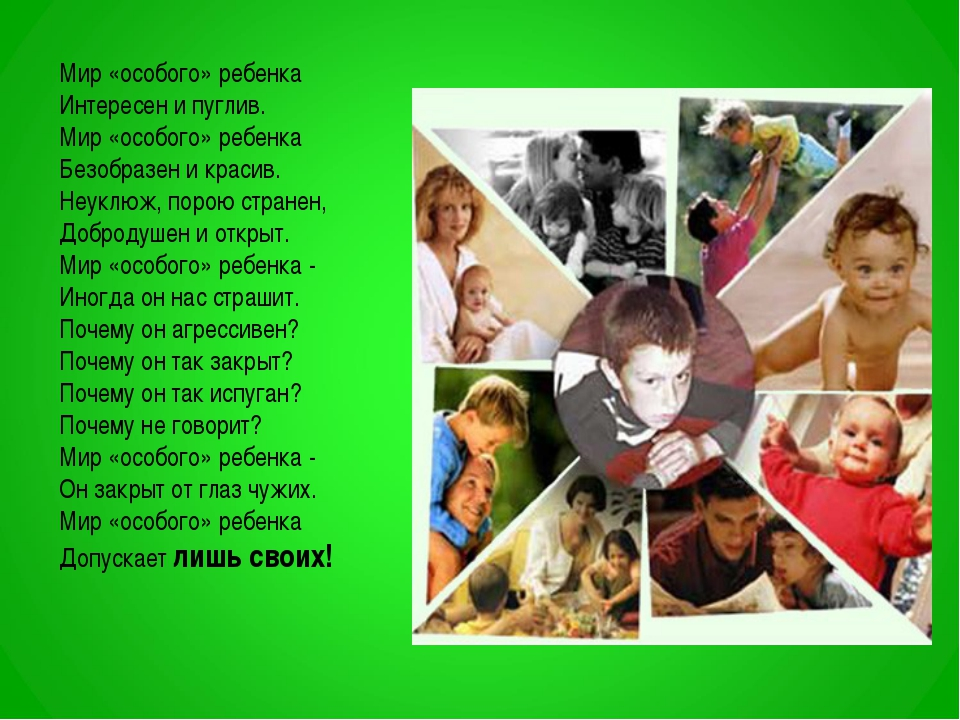 Мир «особого» ребенка
Интересен и пуглив.
Мир «особого» ребенка
Безобразен и красив.
Неуклюж, порою странен,
Добродушен и открыт.
Мир «особого» ребенка -
Иногда он нас страшит.
Почему он агрессивен?
Почему он так закрыт?
Почему он так испуган?
Почему не говорит?
Мир «особого» ребенка -
Он закрыт от глаз чужих.
Мир «особого» ребенка
Допускает лишь своих!